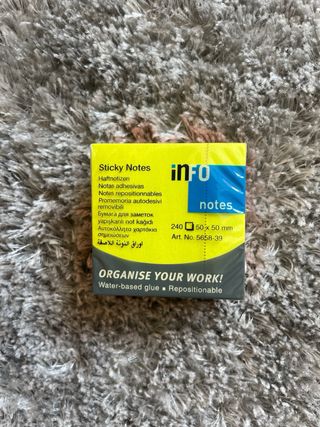 Sticky Notes
Haftnotizen
Notas adhesivas
Notes repositionnables
Promemoria autodesivi
removibili
Бумага для заметок
yapışkanlı not kağıdı
Αυτοκόλλητα χαρτάκια
σημειώσεων
اوراق المونة اللاصقة
info
notes
240 50 x 50 mm
Art. No. 5658-39
ORGANISE YOUR WORK!
Water-based glue ■ Repositionable